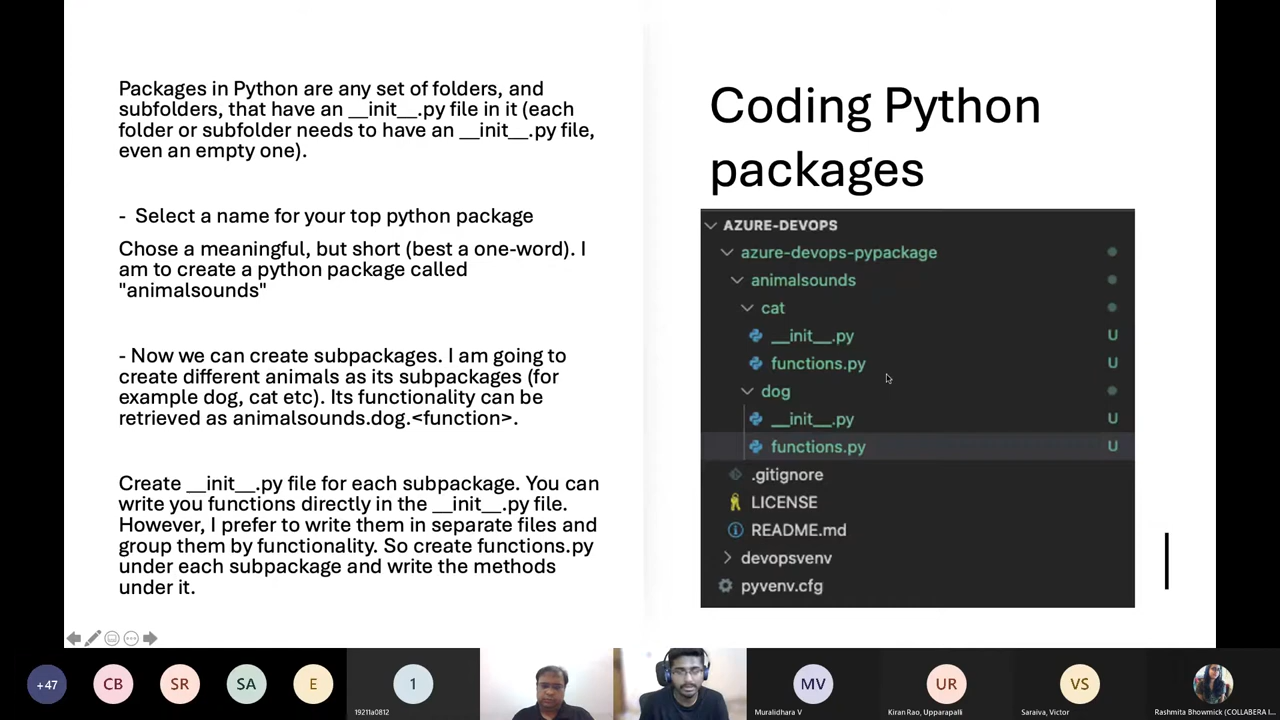 Packages in Python are any set of folders, and
subfolders, that have an __init__.py file in it (each
folder or subfolder needs to have an __init__.py file,
even an empty one).
- Select a name for your top python package
Chose a meaningful, but short (best a one-word). I
am to create a python package called
"animalsounds"
- Now we can create subpackages. I am going to
create different animals as its subpackages (for
example dog, cat etc). Its functionality can be
retrieved as animalsounds.dog.<function>.
Create __init__.py file for each subpackage. You can
write you functions directly in the __init__.py file.
However, I prefer to write them in separate files and
group them by functionality. So create functions.py
under each subpackage and write the methods
under it.
Coding Python
packages
AZURE-DEVOPS
azure-devops-pypackage
animalsounds
cat
__init__.py U
functions.py U
dog
__init__.py U
functions.py U
.gitignore
LICENSE
README.md
devopsvenv
pyvenv.cfg
+47
CB
SR
SA
E
1
19211a0812
MV
Muralidhara V
UR
Kiran Rao, Upparapalli
VS
Saraiva, Victor
Rashmita Bhowmick (COLLABERA I...